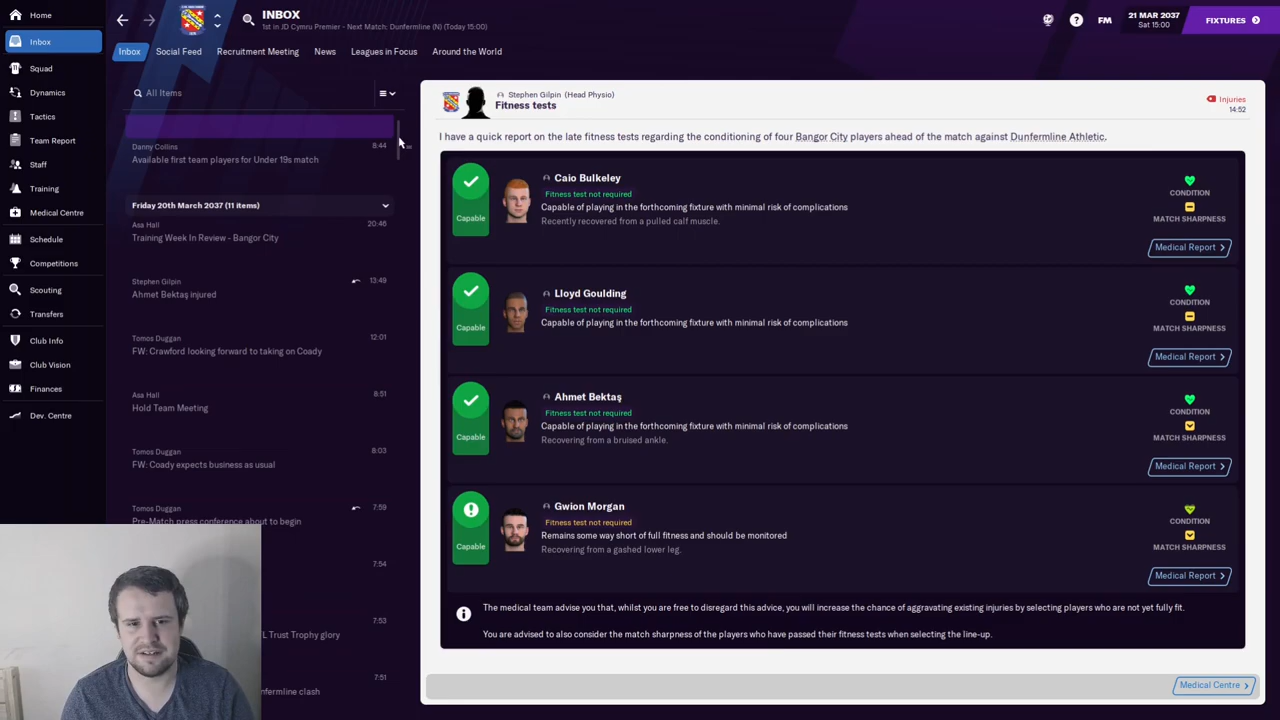 Home
Inbox
Squad
Dynamics
Tactics
Team Report
Staff
Training
Medical Centre
Schedule
Competitions
Scouting
Transfers
Club Info
Club Vision
Finances
Dev. Centre
INBOX
1st in JD Cymru Premier - Next Match: Dunfermline (N) (Today 15:00)
FM
21 MAR 2037
Sat 15:00
FIXTURES
Inbox
Social Feed
Recruitment Meeting
News
Leagues in Focus
Around the World
All Items
Danny Collins
8:44
Available first team players for Under 19s match
Friday 20th March 2037 (11 items)
Asa Hall
20:46
Training Week In Review - Bangor City
Stephen Gilpin
13:49
Ahmet Bektaş injured
Tomos Duggan
12:01
FW: Crawford looking forward to taking on Coady
Asa Hall
8:51
Hold Team Meeting
Tomos Duggan
8:03
FW: Coady expects business as usual
Tomos Duggan
7:59
Pre-Match press conference about to begin
7:54
7:53
L Trust Trophy glory
7:51
nfermline clash
Stephen Gilpin (Head Physio)
Fitness tests
Injuries
14:52
I have a quick report on the late fitness tests regarding the conditioning of four Bangor City players ahead of the match against Dunfermline Athletic.
Capable
Caio Bulkeley
Fitness test not required
Capable of playing in the forthcoming fixture with minimal risk of complications
Recently recovered from a pulled calf muscle.
CONDITION
MATCH SHARPNESS
Medical Report
Capable
Lloyd Goulding
Fitness test not required
Capable of playing in the forthcoming fixture with minimal risk of complications
CONDITION
MATCH SHARPNESS
Medical Report
Capable
Ahmet Bektaş
Fitness test not required
Capable of playing in the forthcoming fixture with minimal risk of complications
Recovering from a bruised ankle.
CONDITION
MATCH SHARPNESS
Medical Report
Capable
Gwion Morgan
Fitness test not required
Remains some way short of full fitness and should be monitored
Recovering from a gashed lower leg.
CONDITION
MATCH SHARPNESS
Medical Report
The medical team advise you that, whilst you are free to disregard this advice, you will increase the chance of aggravating existing injuries by selecting players who are not yet fully fit.
You are advised to also consider the match sharpness of the players who have passed their fitness tests when selecting the line-up.
Medical Centre